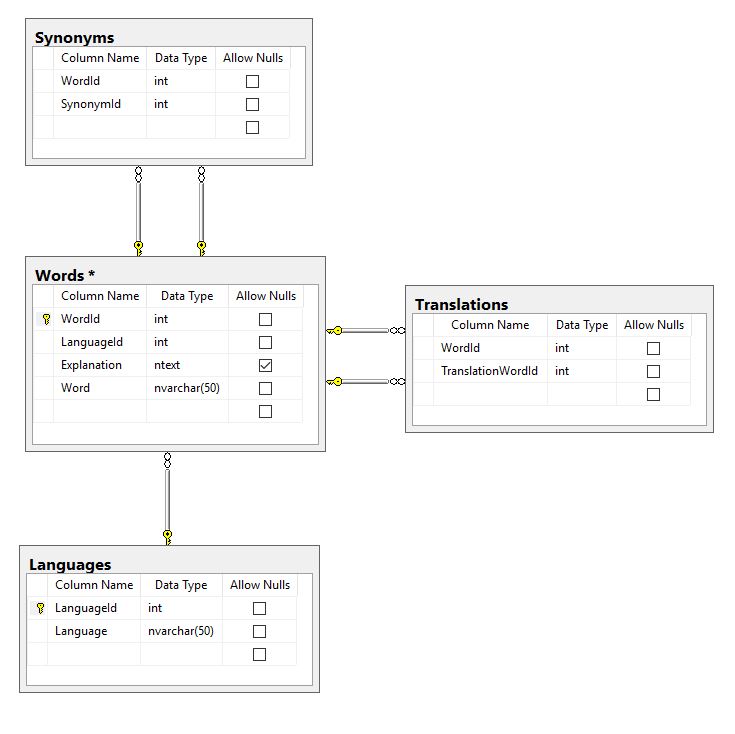 Synonyms
Column Name Data Type Allow Nulls
WordId int
SynonymId int
Words *
Column Name Data Type Allow Nulls
WordId int
LanguageId int
Explanation ntext
Word nvarchar(50)
Translations
Column Name Data Type Allow Nulls
WordId int
TranslationWordId int
Languages
Column Name Data Type Allow Nulls
LanguageId int
Language nvarchar(50)